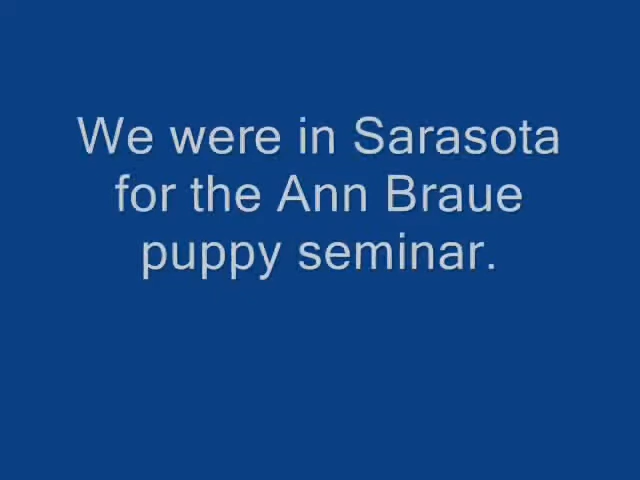 We were in Sarasota
for the Ann Braue
puppy seminar.